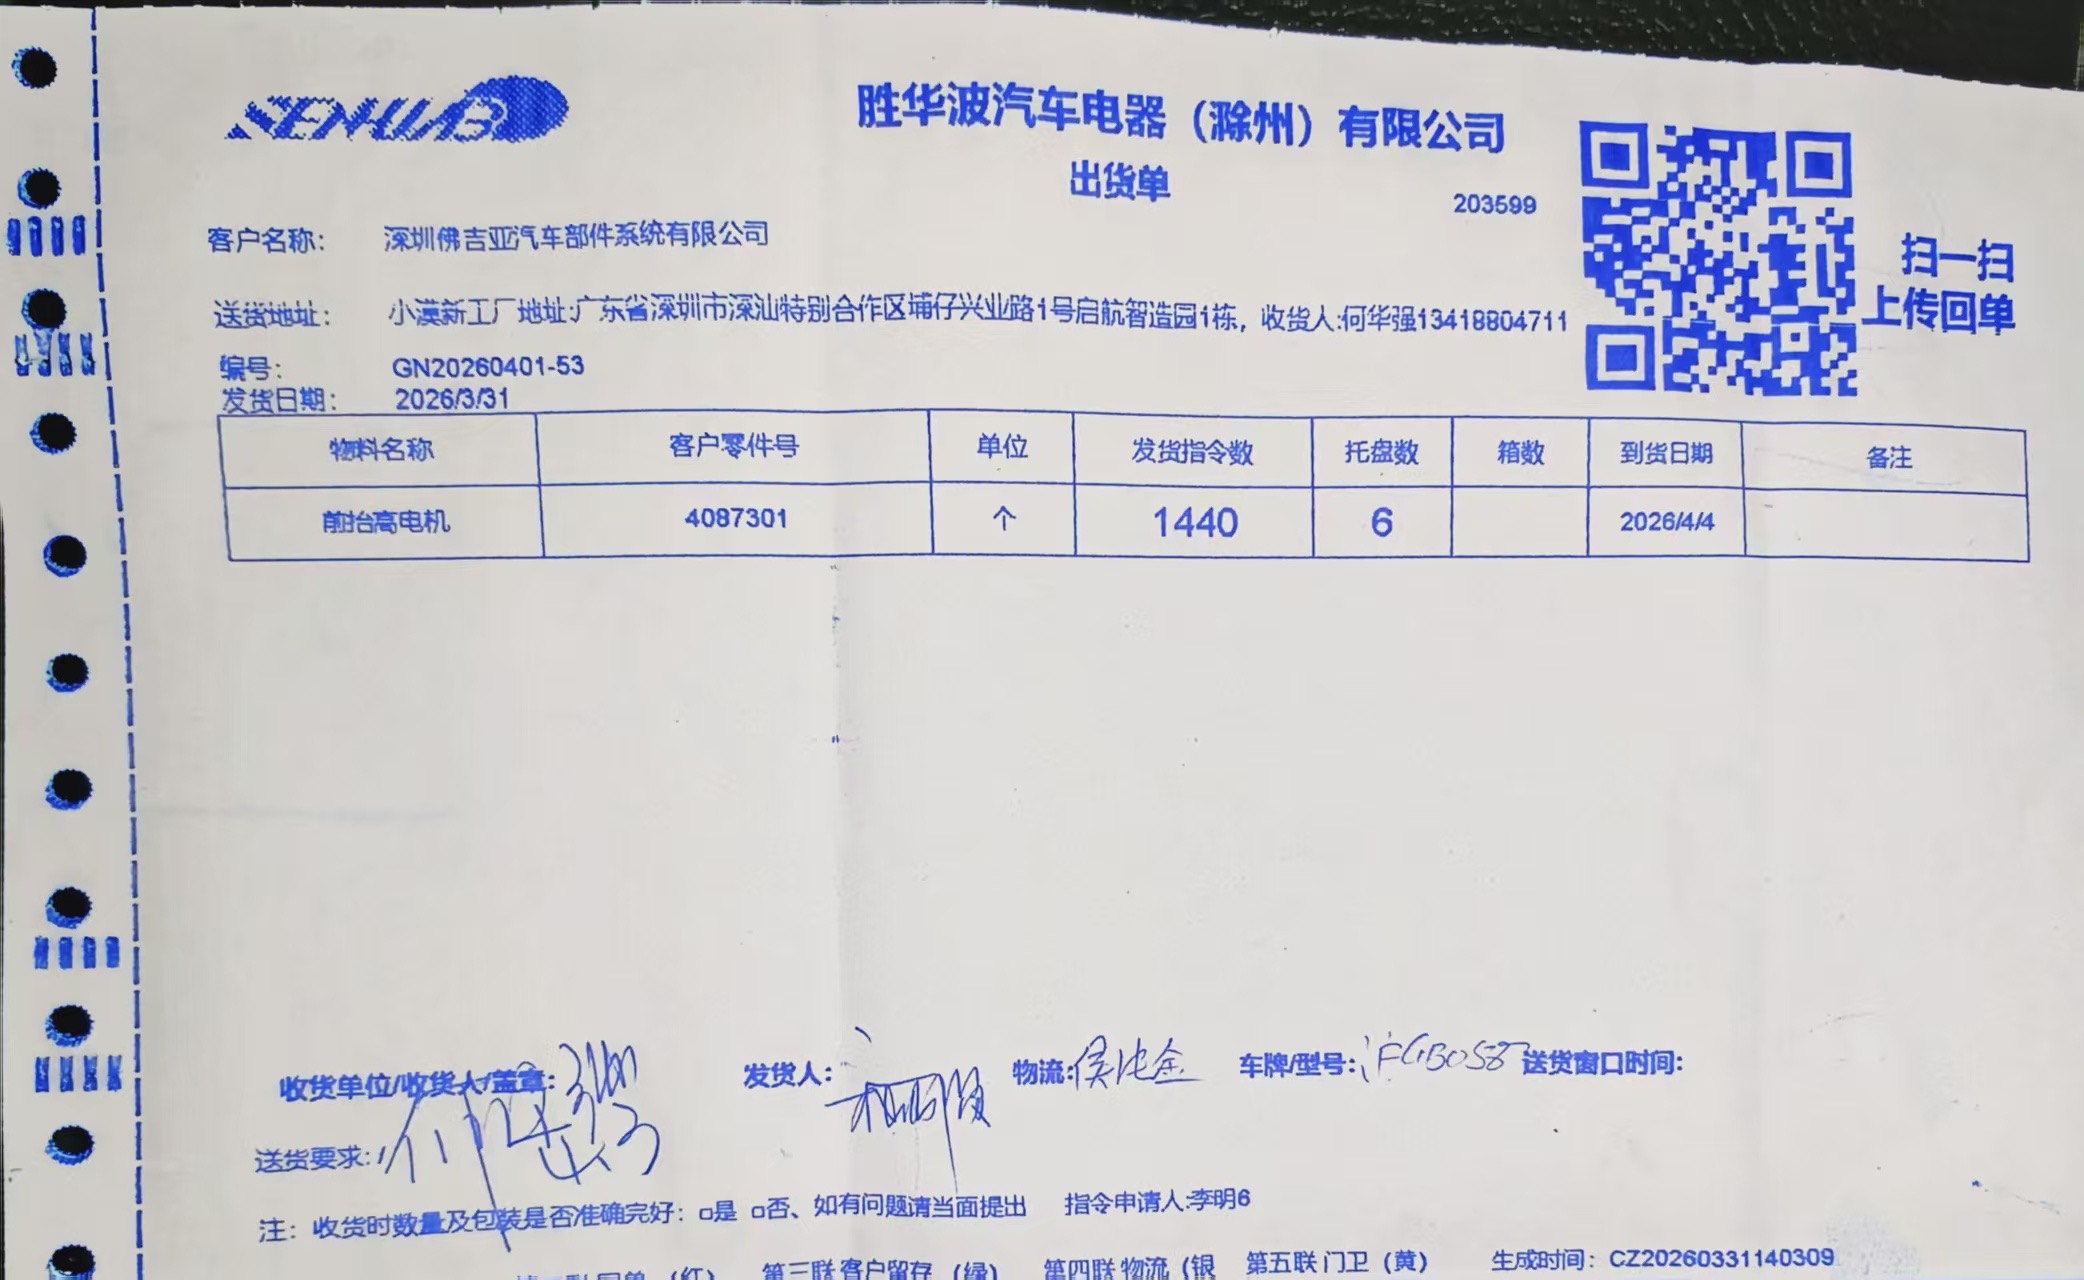 SENHUAB
胜华波汽车电器（滁州）有限公司
出货单
203599
扫一扫
上传回单
客户名称： 深圳佛吉亚汽车部件系统有限公司
送货地址： 小漠新工厂地址:广东省深圳市深汕特别合作区埔仔兴业路1号启航智造园1栋，收货人:何华强13418804711
编号： GN20260401-53
发货日期： 2026/3/31
物料名称 客户零件号 单位 发货指令数 托盘数 箱数 到货日期 备注
前抬高电机 4087301 个 1440 6 2026/4/4
收货单位/收货人/盖章： 发货人： 物流: 车牌/型号: 送货窗口时间:
送货要求:
注： 收货时数量及包装是否准确完好：□是 □否、如有问题请当面提出 指令申请人:李明6
第三联 客户留存 （绿） 第四联 物流（银 第五联 门卫（黄） 生成时间：CZ20260331140309